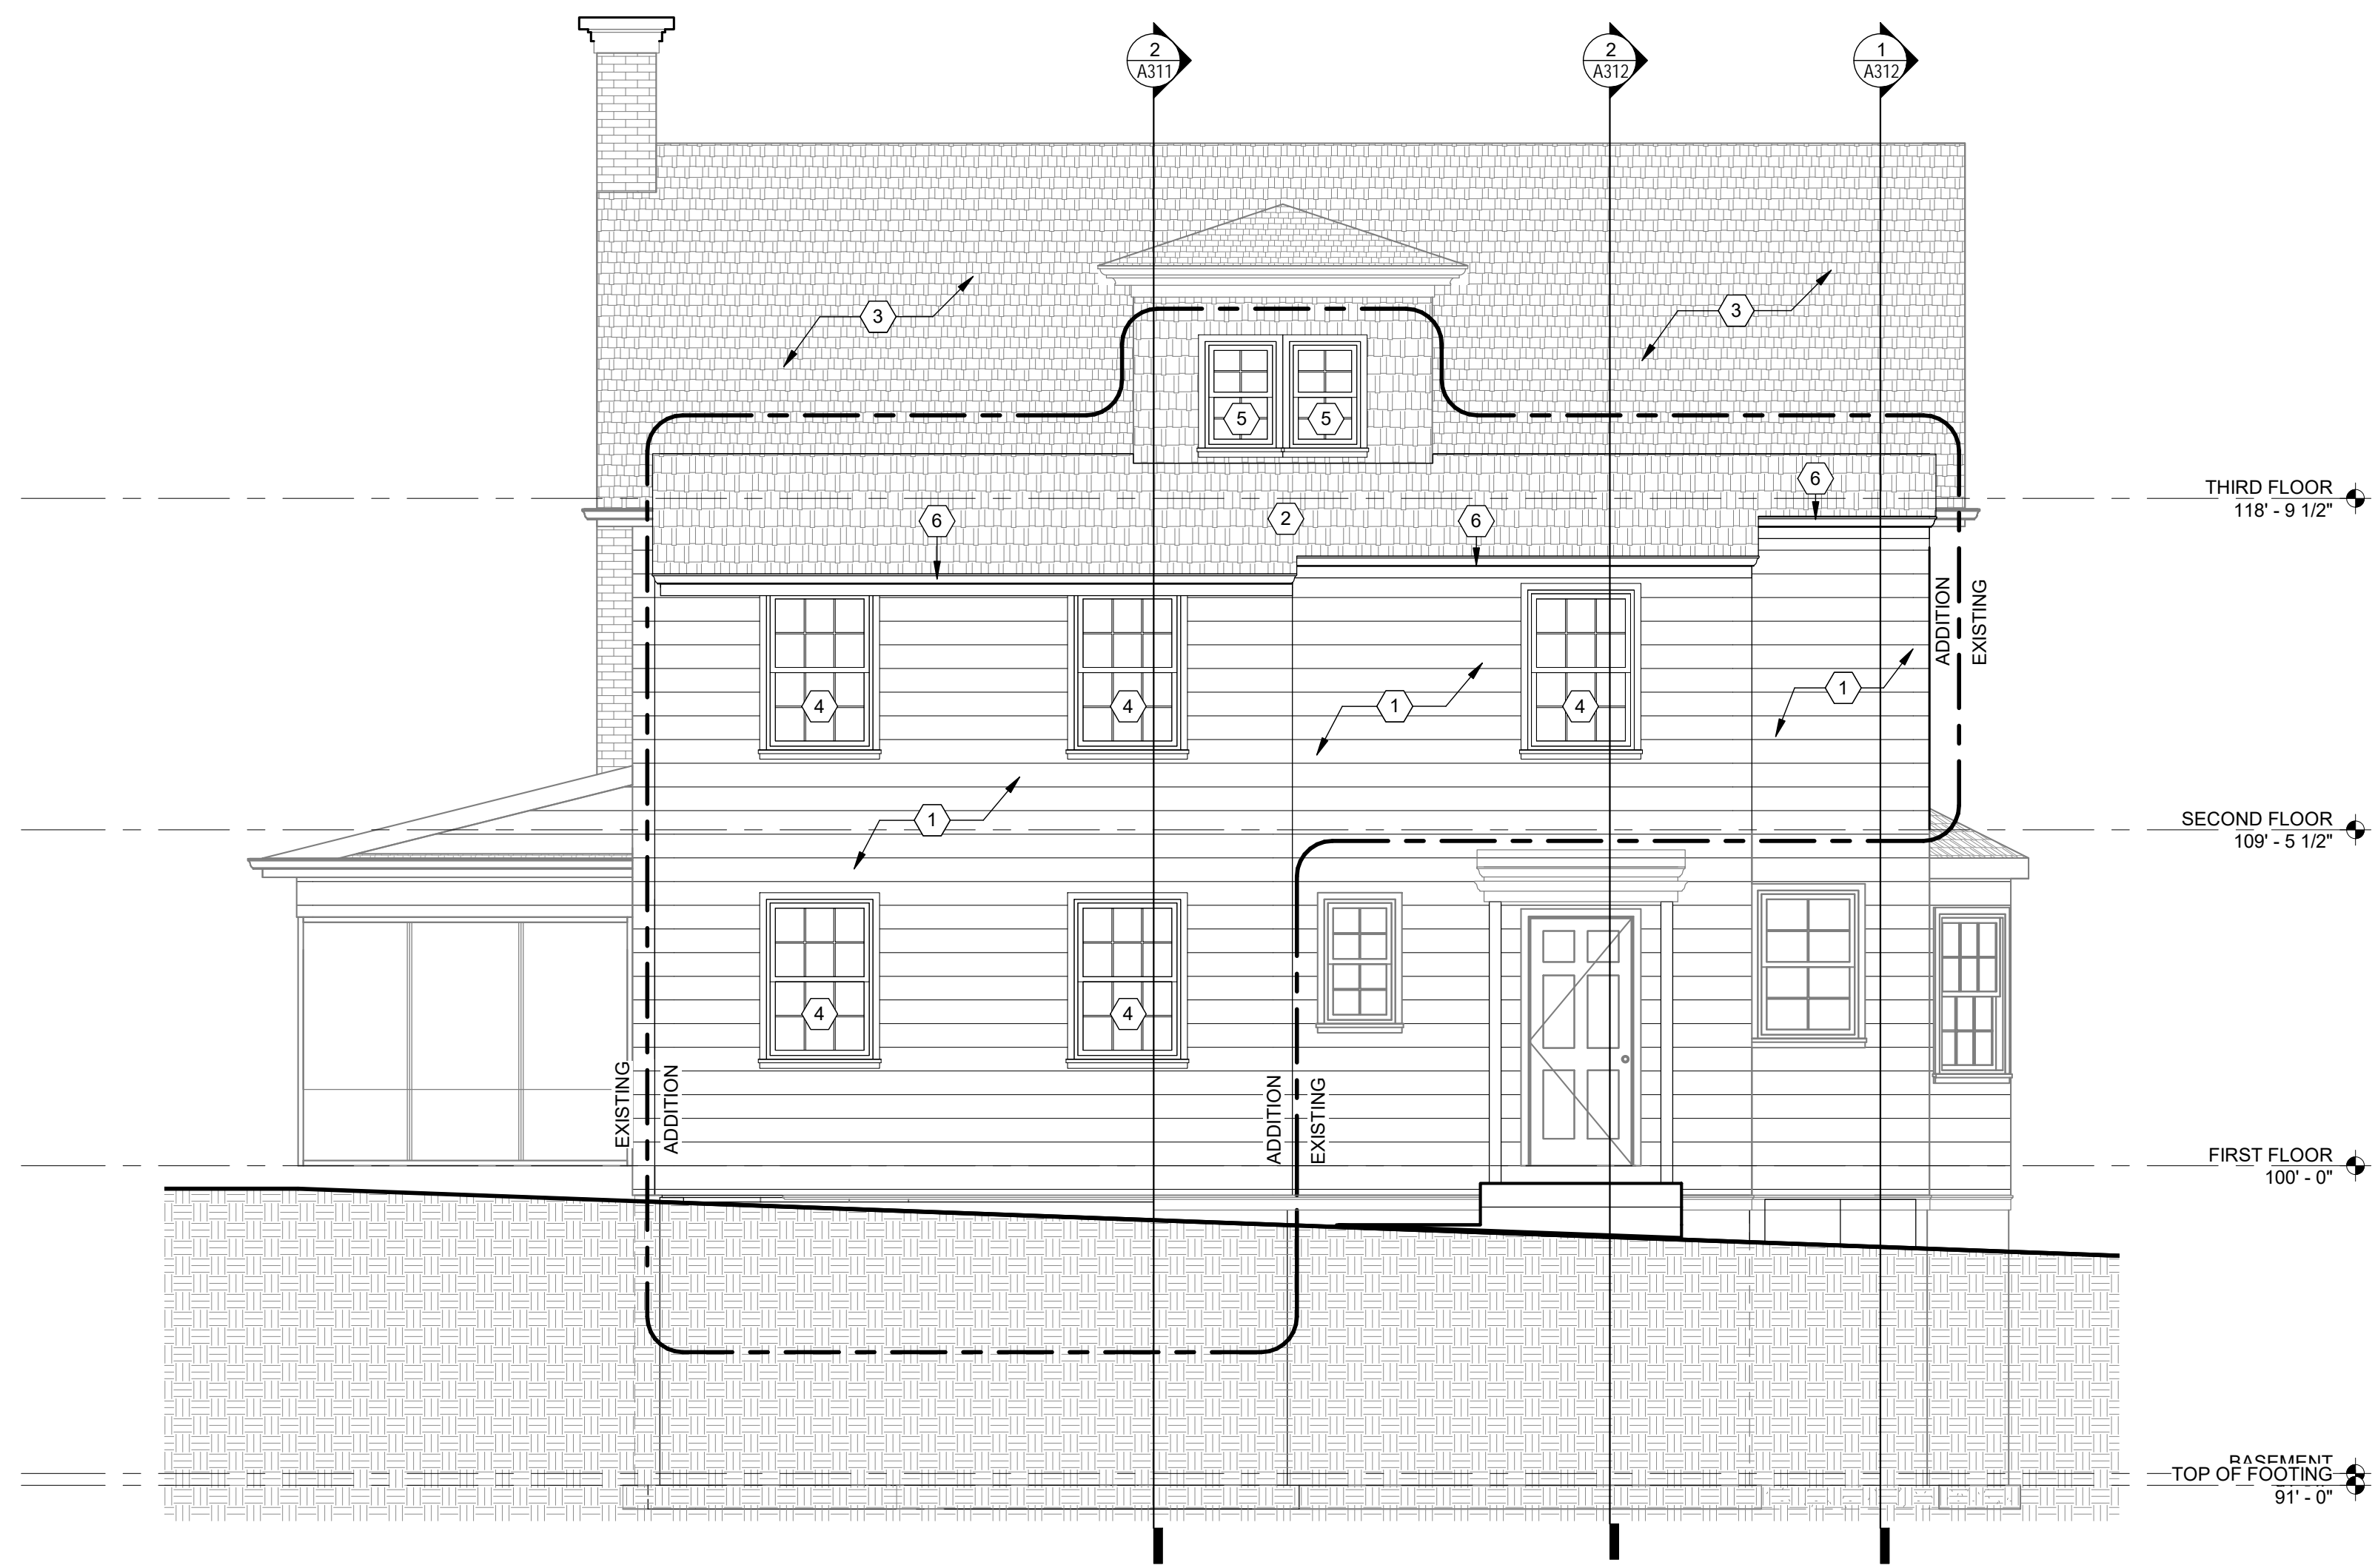 2
A311
2
A312
1
A312
3
3
5
5
6
THIRD FLOOR
118' - 9 1/2"
6
2
6
ADDITION
EXISTING
4
4
1
4
1
1
SECOND FLOOR
109' - 5 1/2"
4
4
EXISTING
ADDITION
ADDITION
EXISTING
FIRST FLOOR
100' - 0"
BASEMENT
TOP OF FOOTING
91' - 0"